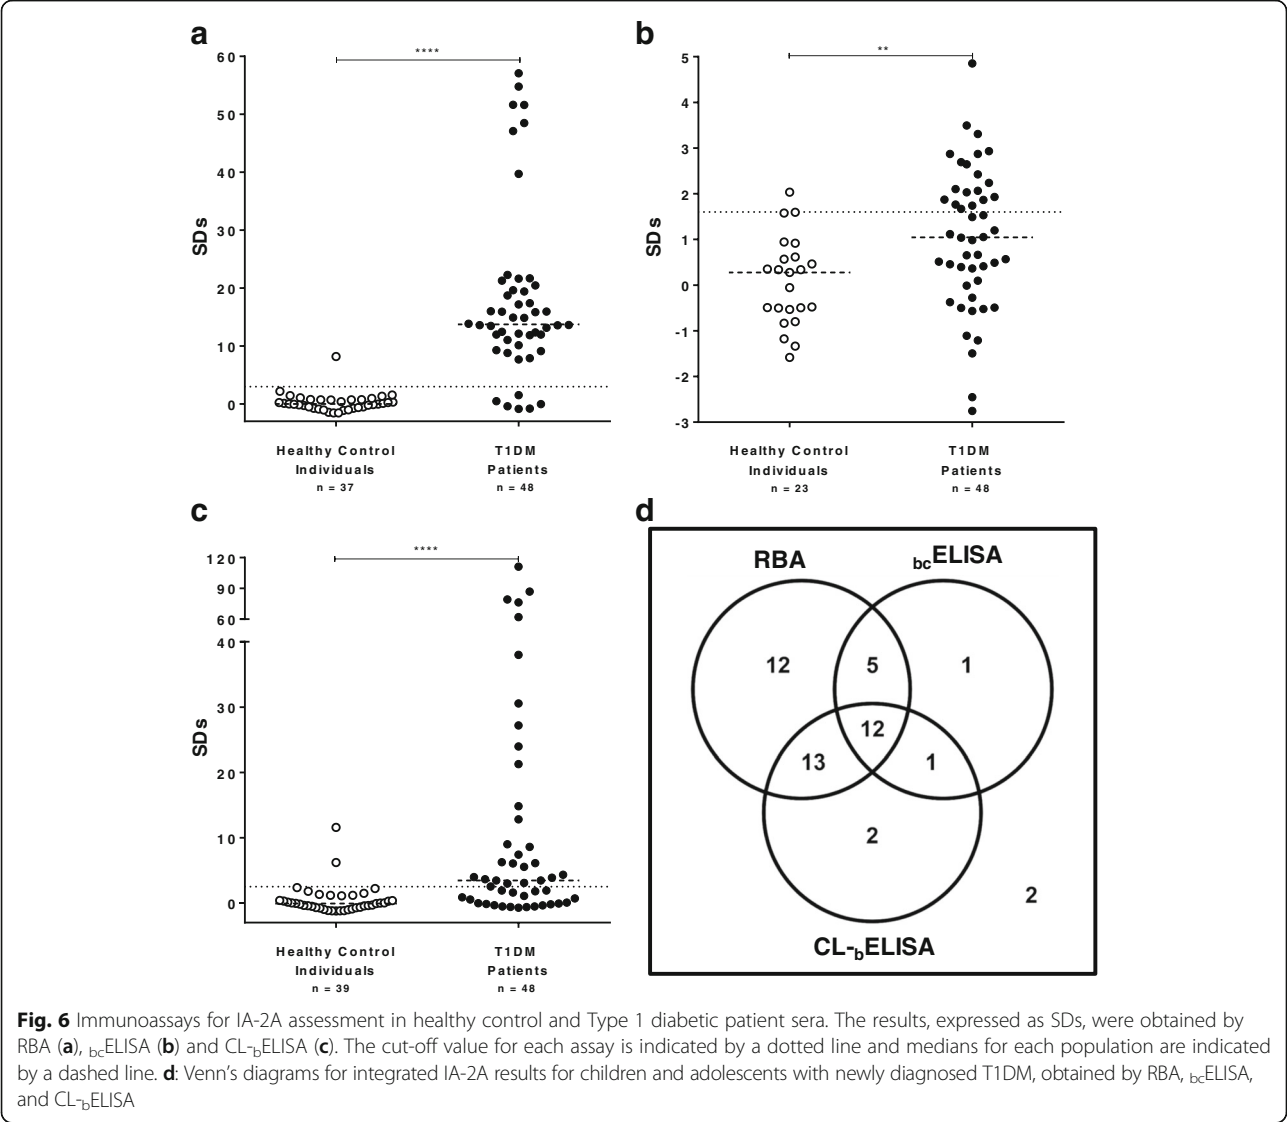 a
****
60
50
40
30
20
10
0
SDs
Healthy Control
Individuals
n = 37
T1DM
Patients
n = 48
b
**
5
4
3
2
1
0
-1
-2
-3
SDs
Healthy Control
Individuals
n = 23
T1DM
Patients
n = 48
c
****
120
90
60
40
30
20
10
0
SDs
Healthy Control
Individuals
n = 39
T1DM
Patients
n = 48
d
RBA
bcELISA
12
5
1
12
13
1
2
2
CL-bELISA
Fig. 6 Immunoassays for IA-2A assessment in healthy control and Type 1 diabetic patient sera. The results, expressed as SDs, were obtained by
RBA (a), bcELISA (b) and CL-bELISA (c). The cut-off value for each assay is indicated by a dotted line and medians for each population are indicated
by a dashed line. d: Venn's diagrams for integrated IA-2A results for children and adolescents with newly diagnosed T1DM, obtained by RBA, bcELISA,
and CL-bELISA